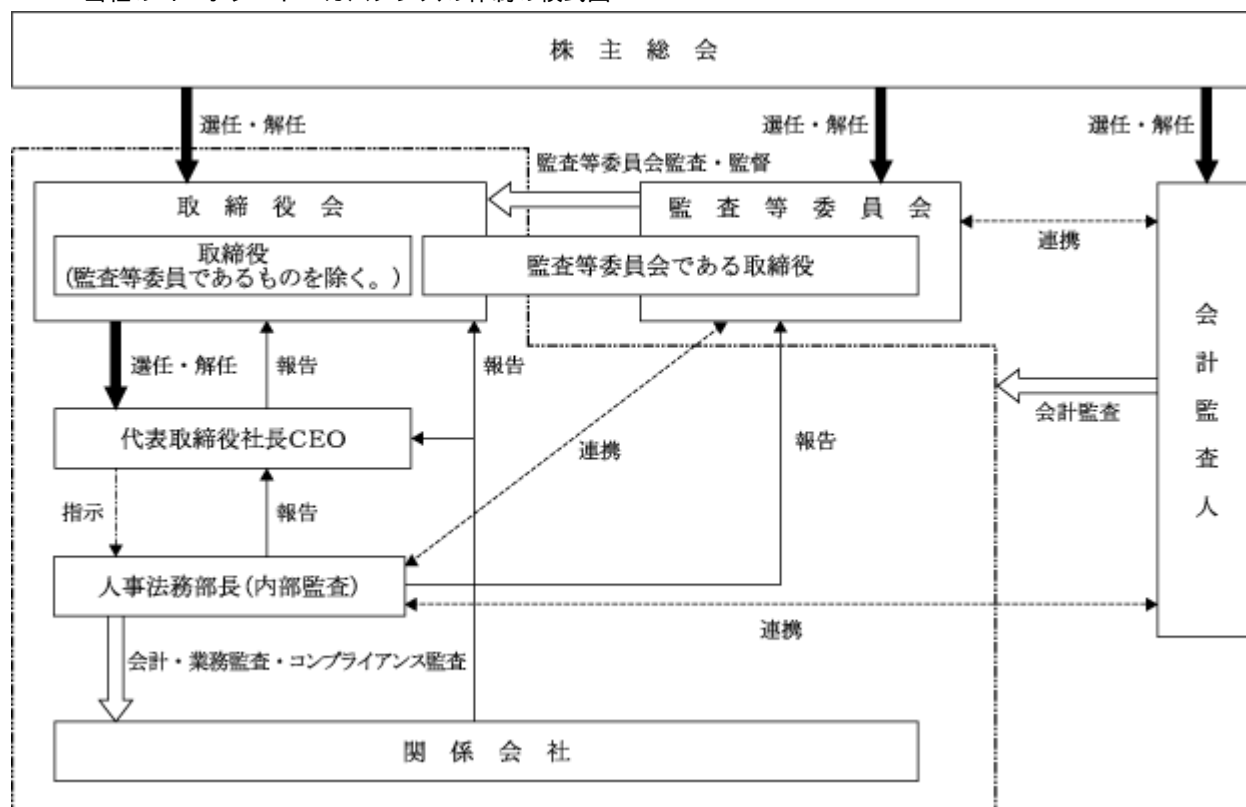 株主総会
選任・解任
選任・解任
選任・解任
監査等委員会監査・監督
取締役会
監査等委員会
取締役
(監査等委員であるものを除く。)
監査等委員会である取締役
連携
会計監査人
選任・解任
報告
報告
会計監査
代表取締役社長CEO
連携
報告
指示
報告
人事法務部長(内部監査)
連携
会計・業務監査・コンプライアンス監査
関係会社